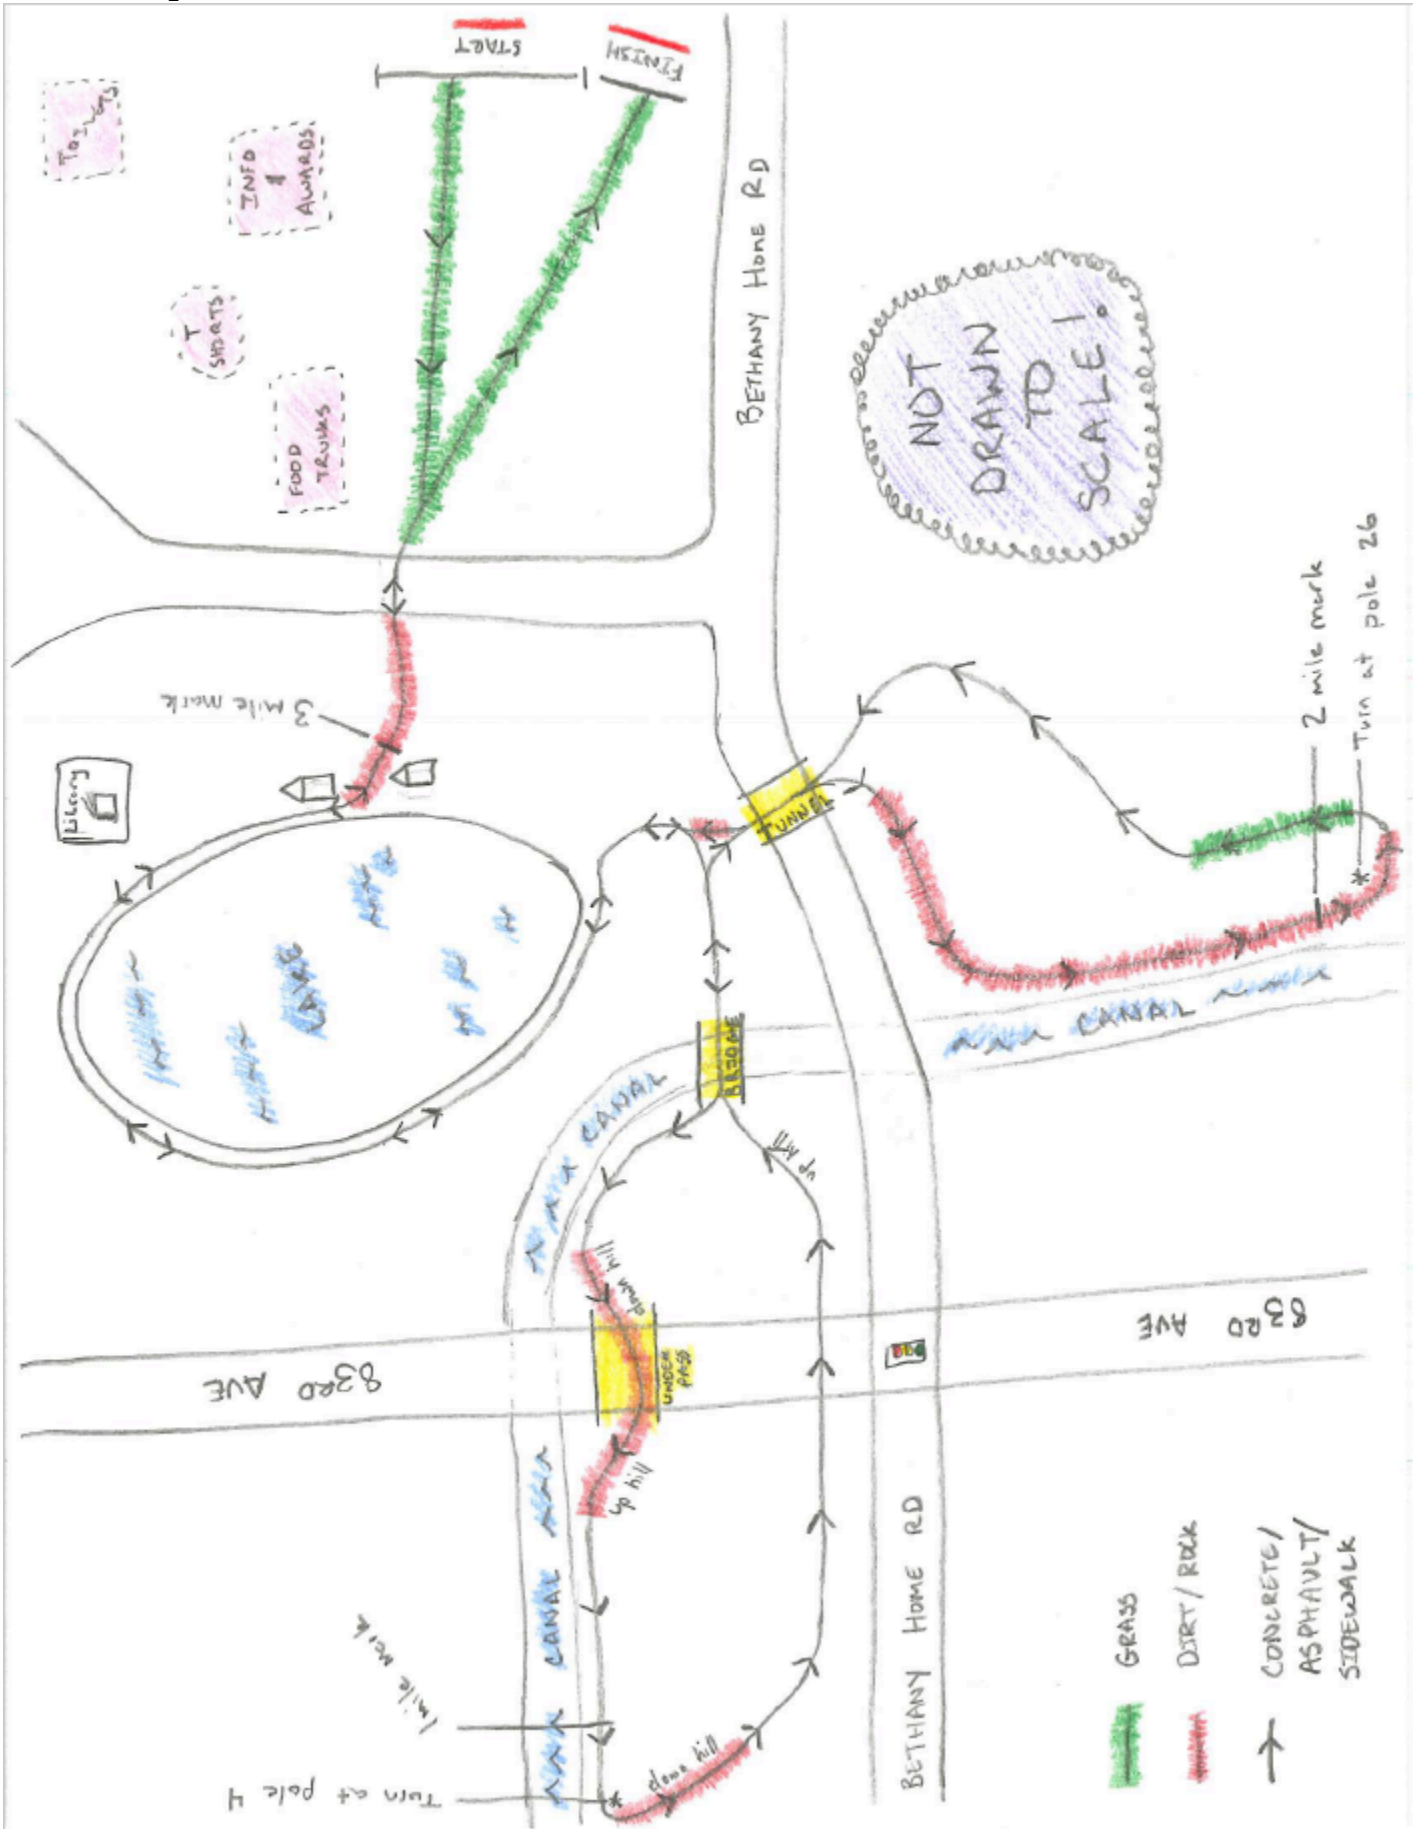 START
FINISH
TOILETS
INFO
&
AWARDS
T
SHIRTS
FOOD
TRUCKS
BETHANY HOME RD
NOT
DRAWN
TO
SCALE!
3 mile mark
Library
LAKE
TUNNEL
2 mile mark
Turn at pole 26
BRIDGE
CANAL
CANAL
up hill
down hill
UNDER
PASS
up hill
83RD AVE
83RD AVE
CANAL
1 mile mark
Turn at pole 4
down hill
BETHANY HOME RD
GRASS
DIRT/ROCK
CONCRETE/
ASPHAULT/
SIDEWALK